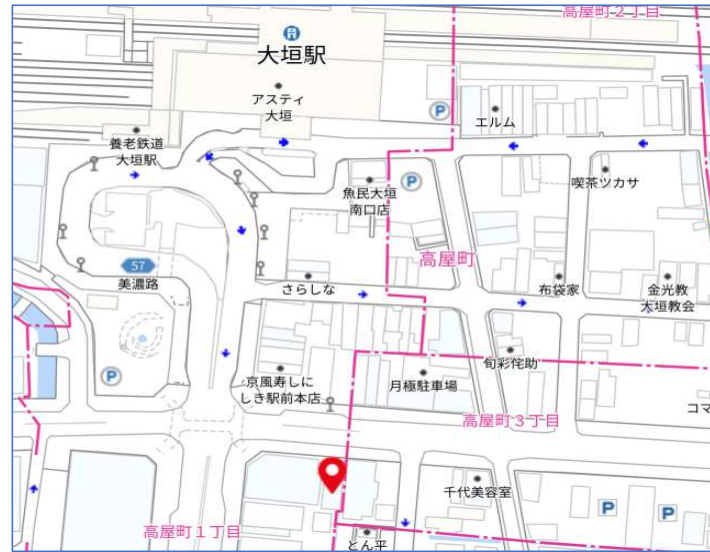 高屋町2丁目
大垣駅
アスティ
大垣
P
エルム
養老鉄道
大垣駅
喫茶ツカサ
P
魚民大垣
南口店
高屋町
57
美濃路
さらしな
布袋家
金光教
大垣教会
旬彩侘助
P
京風寿しに
しき駅前本店
月極駐車場
コマ
高屋町3丁目
千代美容室
P
P
高屋町1丁目
とん平